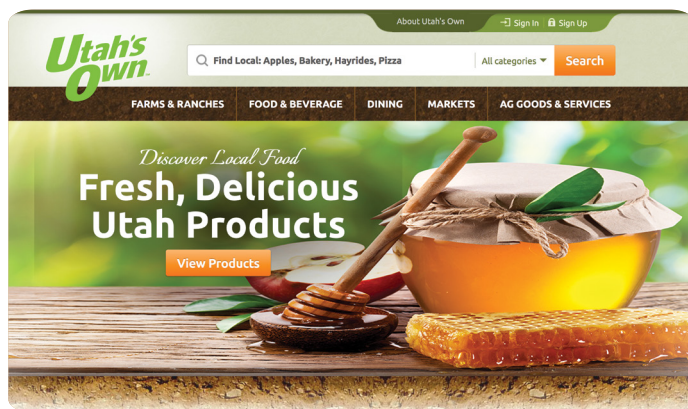 About Utah's Own
Sign In
Sign Up
Utah's
Own
Find Local: Apples, Bakery, Hayrides, Pizza
All categories
Search
FARMS & RANCHES
FOOD & BEVERAGE
DINING
MARKETS
AG GOODS & SERVICES
Discover Local Food
Fresh, Delicious
Utah Products
View Products